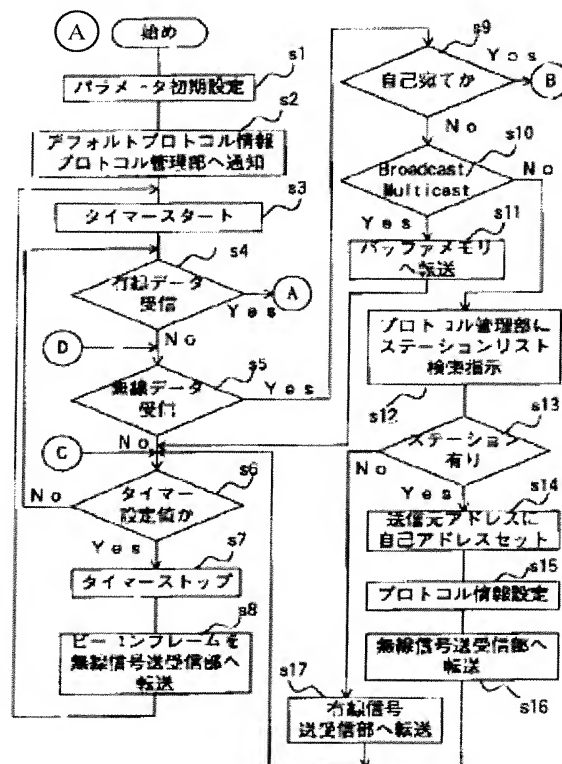 A
始め
s1
パラメータ初期設定
s2
デフォルトプロトコル情報
プロトコル管理部へ通知
s3
タイマースタート
s4
有線データ
受信
A
Yes
No
D
s5
無線データ
受信
Yes
No
C
s6
タイマー
設定値か
No
Yes
s7
タイマーストップ
s8
ビーコンフレームを
無線信号送受信部へ
転送
s9
自己宛てか
Yes
B
No
s10
Broadcast/
Multicast
No
Yes
s11
バッファメモリ
へ転送
プロトコル管理部に
ステーションリスト
検索指示
s12
s13
ステーション
有り
No
Yes
s14
送信元アドレスに
自己アドレスセット
s15
プロトコル情報設定
無線信号送受信部へ
転送
s16
s17
有線信号
送受信部へ転送